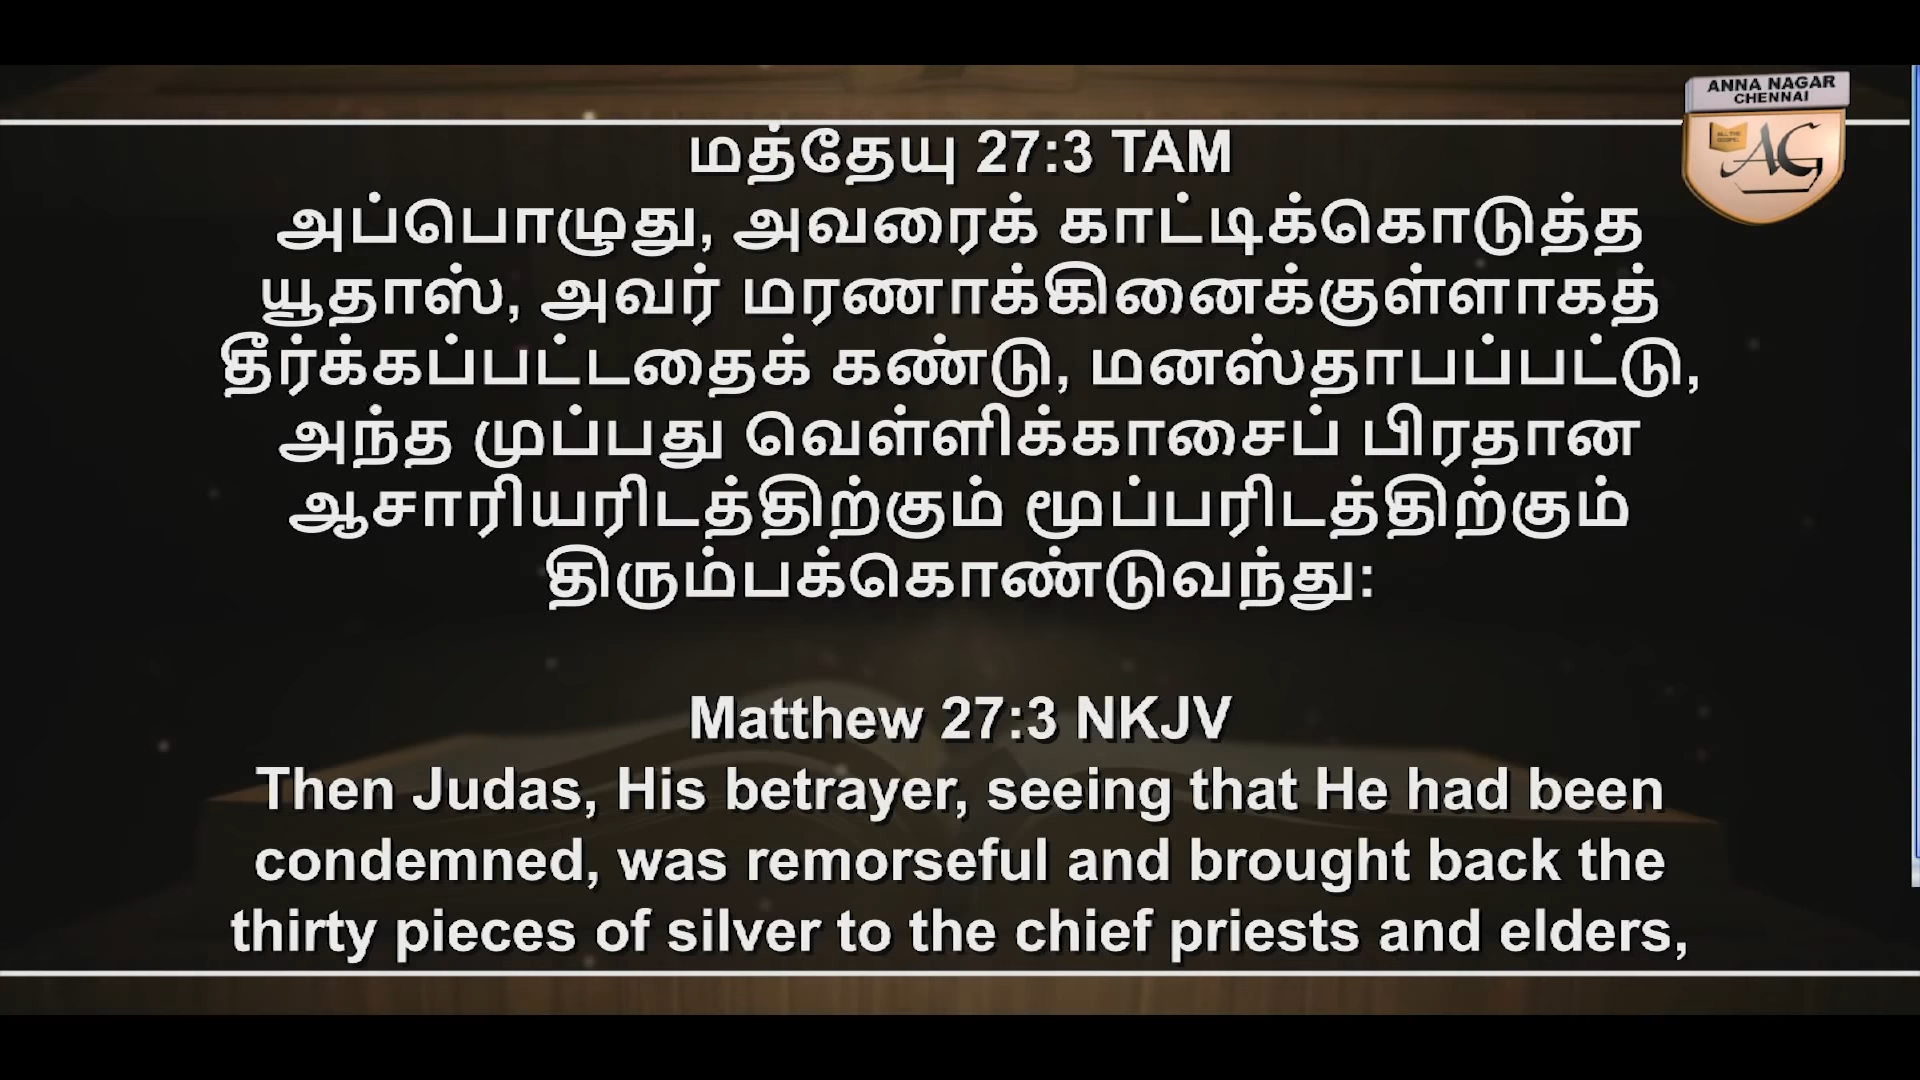 ANNA NAGAR
CHENNAI
AG
மத்தேயு 27:3 TAM
அப்பொழுது, அவரைக் காட்டிக்கொடுத்த
யூதாஸ், அவர் மரணாக்கினைக்குள்ளாகத்
தீர்க்கப்பட்டதைக் கண்டு, மனஸ்தாபப்பட்டு,
அந்த முப்பது வெள்ளிக்காசைப் பிரதான
ஆசாரியரிடத்திற்கும் மூப்பரிடத்திற்கும்
திரும்பக்கொண்டுவந்து:
Matthew 27:3 NKJV
Then Judas, His betrayer, seeing that He had been
condemned, was remorseful and brought back the
thirty pieces of silver to the chief priests and elders,